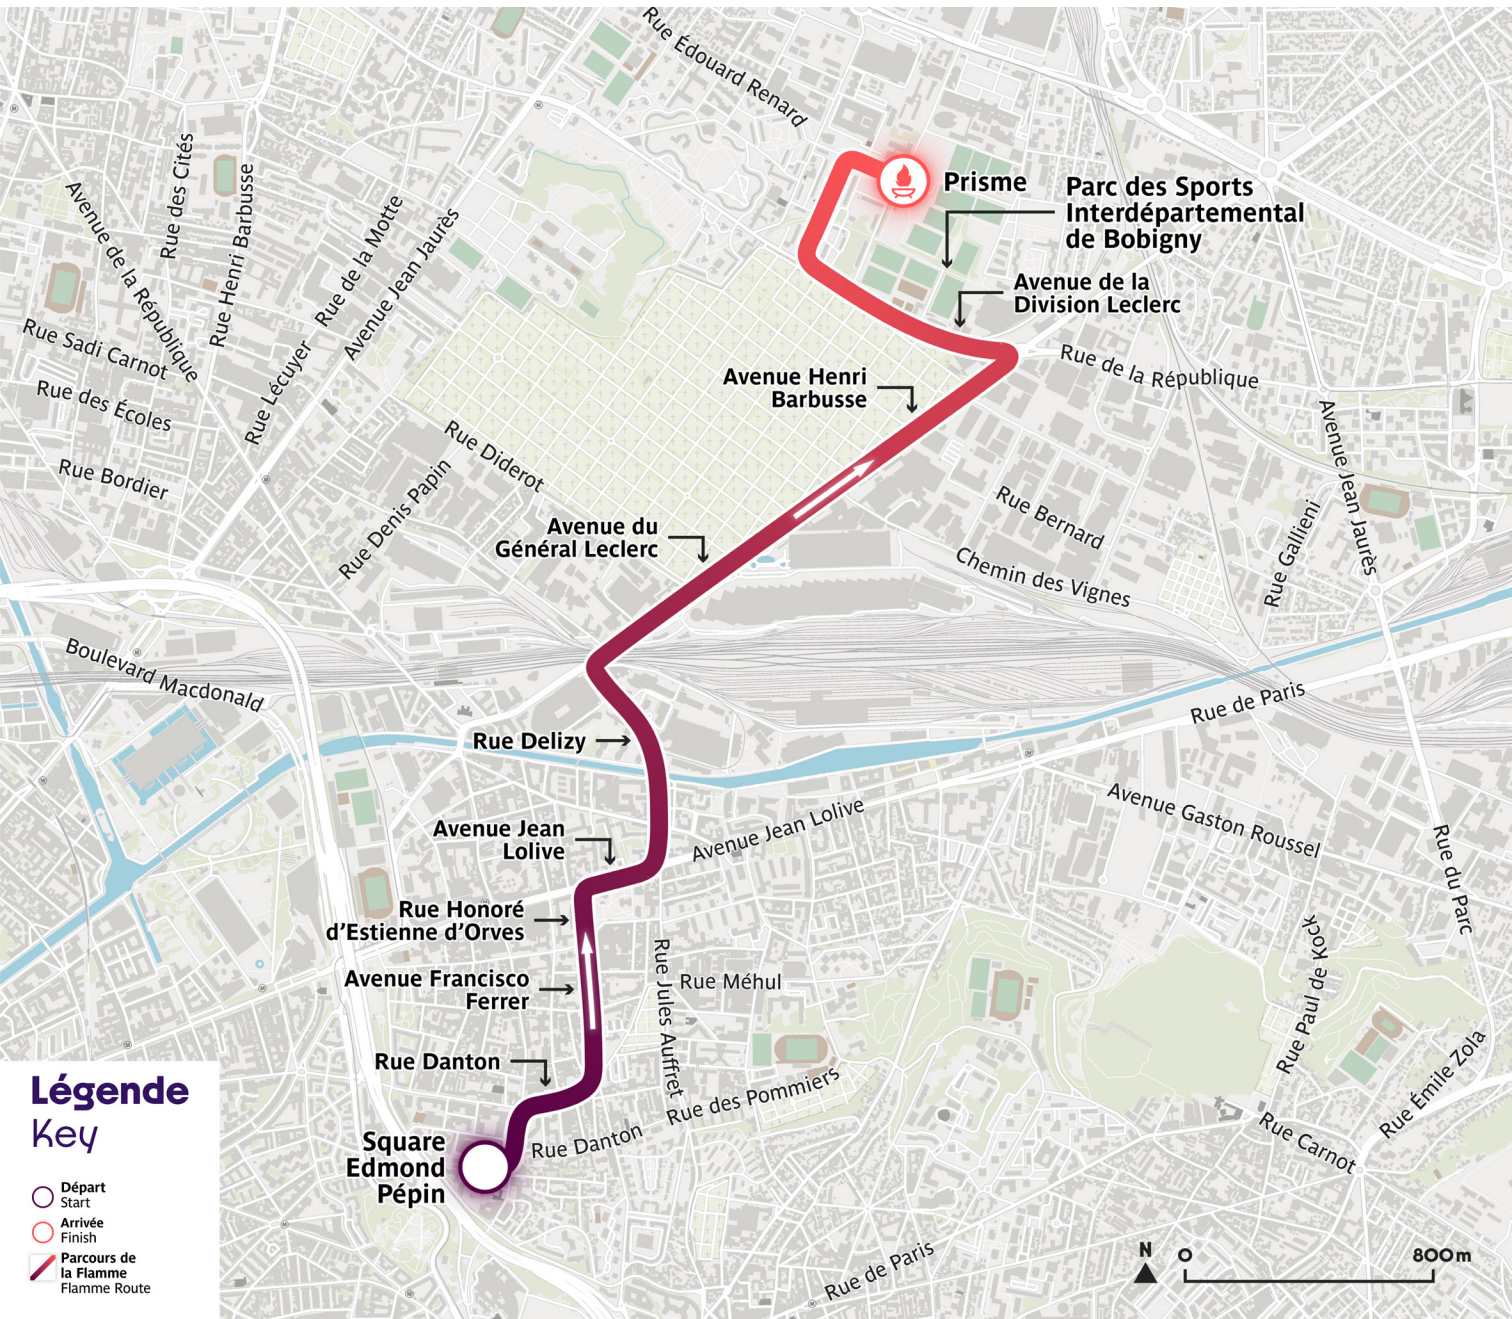 Rue Édouard Renard
Rue des Cités
Avenue de la République
Rue Henri Barbusse
Rue de la Motte
Avenue Jean Jaurès
Prisme
Parc des Sports
Interdépartemental
de Bobigny
Avenue de la
Division Leclerc
Rue Sadi Carnot
Rue des Écoles
Rue Lécuyer
Rue Bordier
Rue de la République
Avenue Henri
Barbusse
Rue Diderot
Rue Denis Papin
Avenue Jean Jaurès
Rue Bernard
Rue Gallieni
Avenue du
Général Leclerc
Chemin des Vignes
Boulevard Macdonald
Rue de Paris
Rue Delizy
Avenue Jean Lolive
Avenue Gaston Roussel
Avenue Jean
Lolive
Rue du Parc
Rue Honoré
d'Estienne d'Orves
Rue Jules Auffret
Rue Méhul
Rue Paul de Kock
Avenue Francisco
Ferrer
Rue Danton
Rue des Pommiers
Rue Émile Zola
Rue Carnot
Rue Danton
Square
Edmond
Pépin
Rue de Paris
Légende
Key
Départ
Start
Arrivée
Finish
Parcours de
la Flamme
Flamme Route
N
0
800m